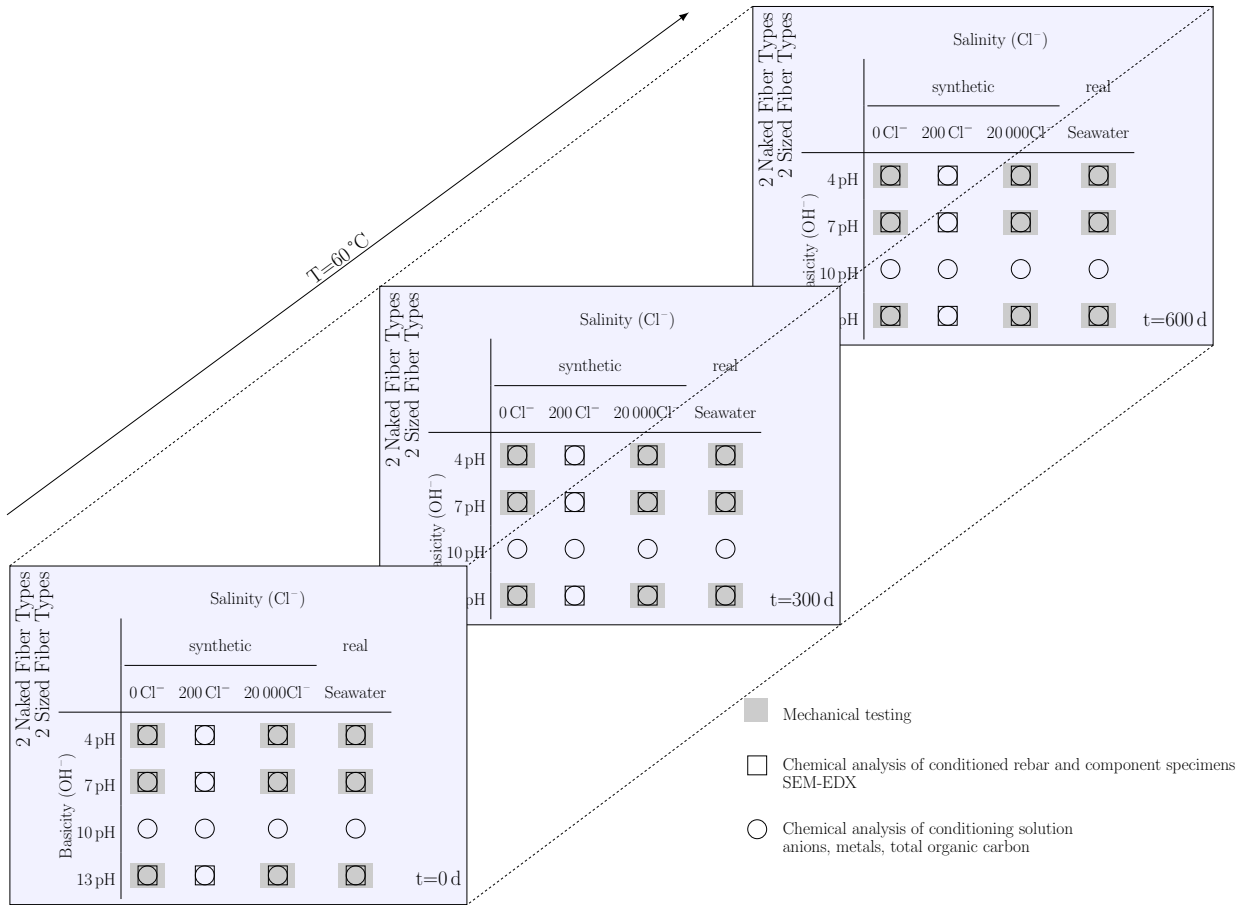 2 Naked Fiber Types
2 Sized Fiber Types
Salinity (Cl⁻)
synthetic real
0 Cl⁻ 200 Cl⁻ 20 000Cl⁻ Seawater
4 pH
7 pH
10 pH
pH
asicity (OH⁻)
t=600 d
T=60 °C
2 Naked Fiber Types
2 Sized Fiber Types
Salinity (Cl⁻)
synthetic real
0 Cl⁻ 200 Cl⁻ 20 000Cl⁻ Seawater
4 pH
7 pH
10 pH
pH
asicity (OH⁻)
t=300 d
2 Naked Fiber Types
2 Sized Fiber Types
Salinity (Cl⁻)
synthetic real
0 Cl⁻ 200 Cl⁻ 20 000Cl⁻ Seawater
4 pH
7 pH
10 pH
13 pH
Basicity (OH⁻)
t=0 d
Mechanical testing
Chemical analysis of conditioned rebar and component specimens
SEM-EDX
Chemical analysis of conditioning solution
anions, metals, total organic carbon